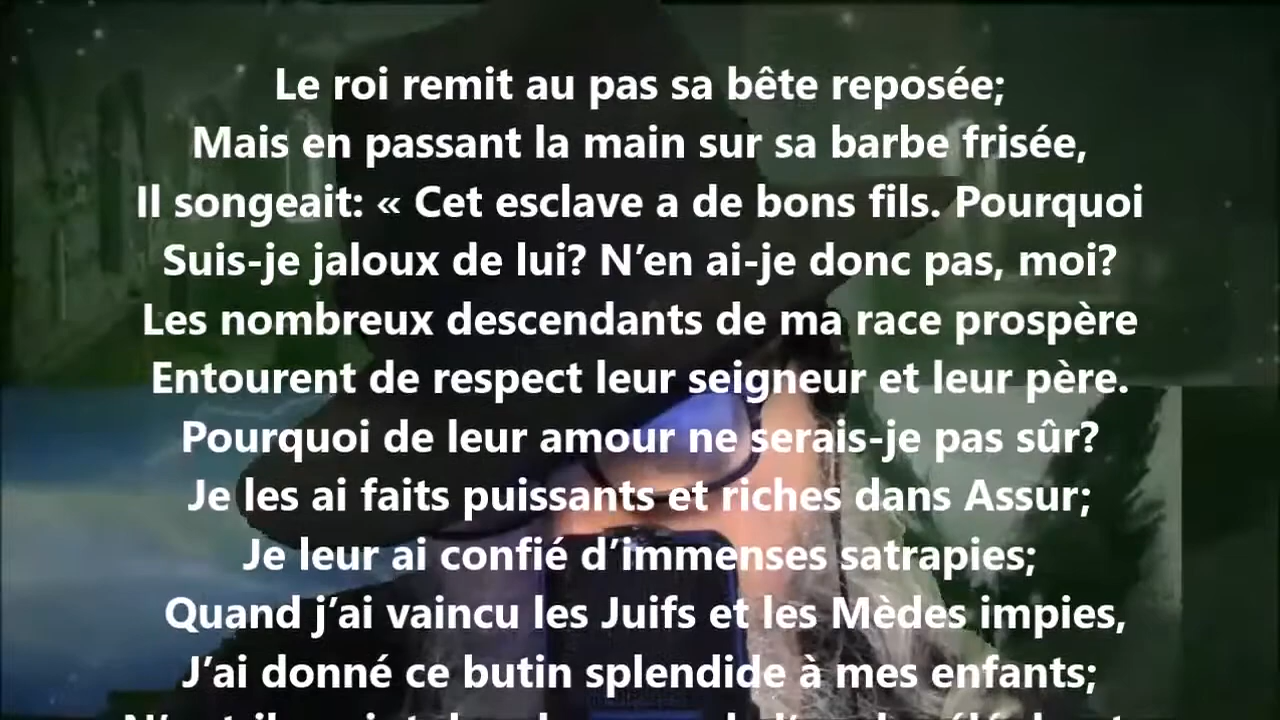 Le roi remit au pas sa bête reposée;
Mais en passant la main sur sa barbe frisée,
Il songeait: « Cet esclave a de bons fils. Pourquoi
Suis-je jaloux de lui? N’en ai-je donc pas, moi?
Les nombreux descendants de ma race prospère
Entourent de respect leur seigneur et leur père.
Pourquoi de leur amour ne serais-je pas sûr?
Je les ai faits puissants et riches dans Assur;
Je leur ai confié d’immenses satrapies;
Quand j’ai vaincu les Juifs et les Mèdes impies,
J’ai donné ce butin splendide à mes enfants;